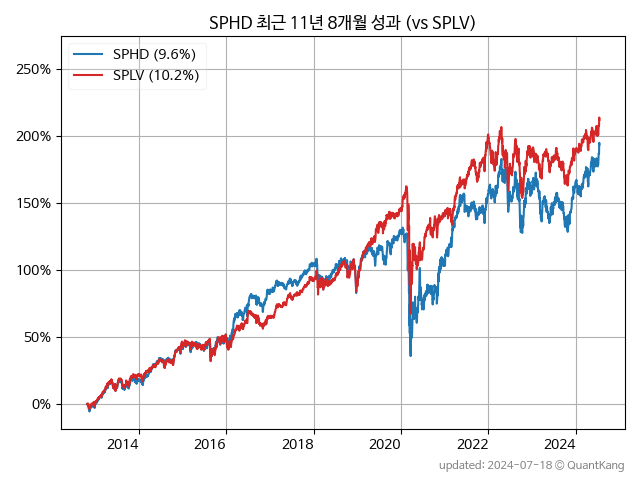 SPHD 최근 11년 8개월 성과 (vs SPLV)
SPHD (9.6%)
SPLV (10.2%)
250%
200%
150%
100%
50%
0%
2014 2016 2018 2020 2022 2024
updated: 2024-07-18 © QuantKang